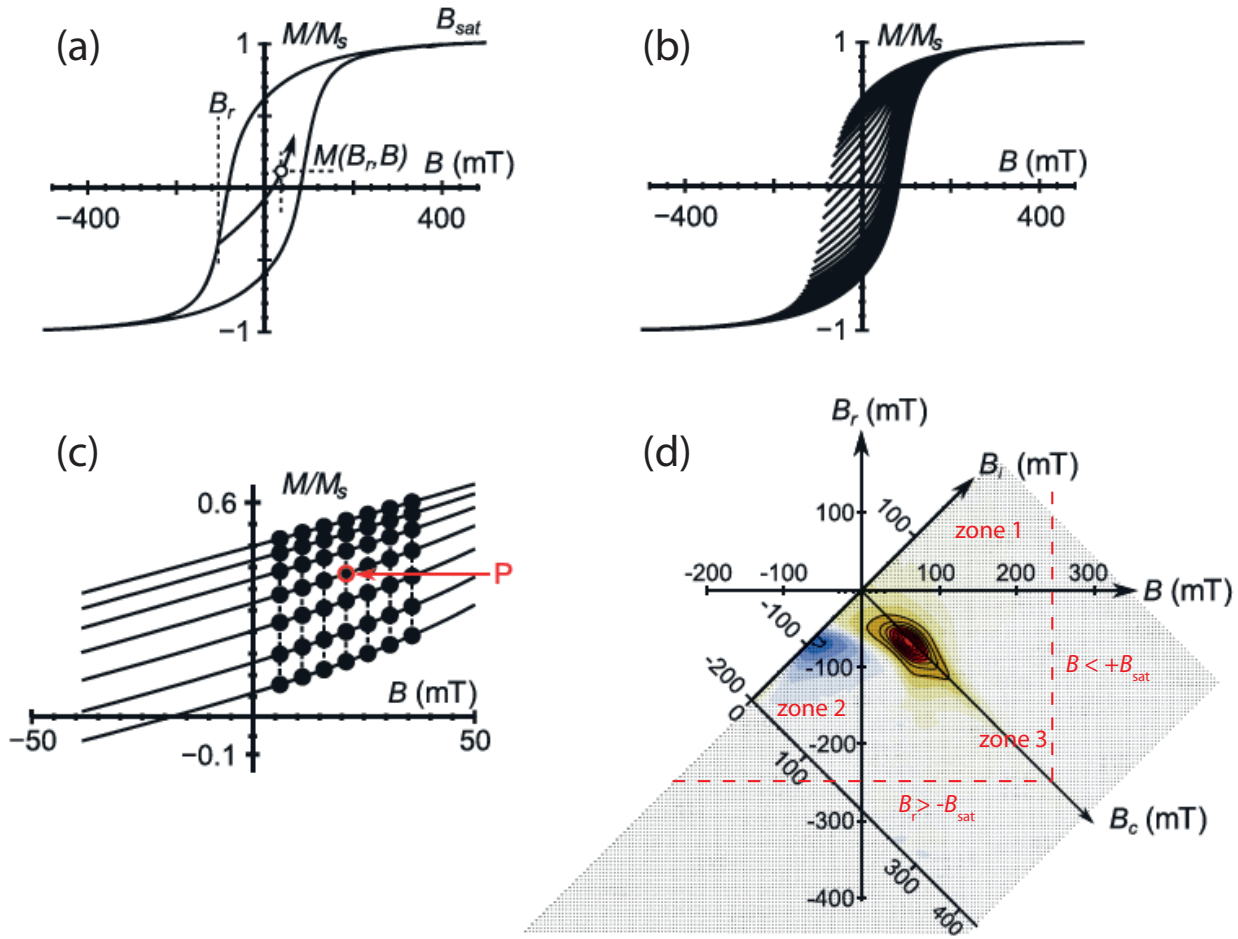 (a)
M/Ms
Bsat
1
Br
M(Br,B)
B (mT)
−400
400
−1
(b)
M/Ms
1
B (mT)
−400
400
−1
(c)
M/Ms
0.6
P
B (mT)
−50
50
−0.1
(d)
Br (mT)
Bi (mT)
100
100
zone 1
-200
-100
100
200
300
B (mT)
-100
-100
B < +Bsat
-200
zone 2
0
-200
zone 3
100
Br > -Bsat
-300
Bc (mT)
300
-400
400